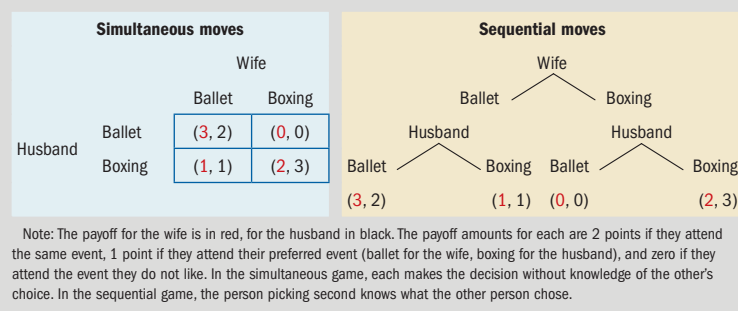 Simultaneous moves
Wife
Ballet Boxing
Husband
Ballet (3, 2) (0, 0)
Boxing (1, 1) (2, 3)
Sequential moves
Wife
Ballet Boxing
Husband Husband
Ballet Boxing Ballet Boxing
(3, 2) (1, 1) (0, 0) (2, 3)
Note: The payoff for the wife is in red, for the husband in black. The payoff amounts for each are 2 points if they attend
the same event, 1 point if they attend their preferred event (ballet for the wife, boxing for the husband), and zero if they
attend the event they do not like. In the simultaneous game, each makes the decision without knowledge of the other's
choice. In the sequential game, the person picking second knows what the other person chose.